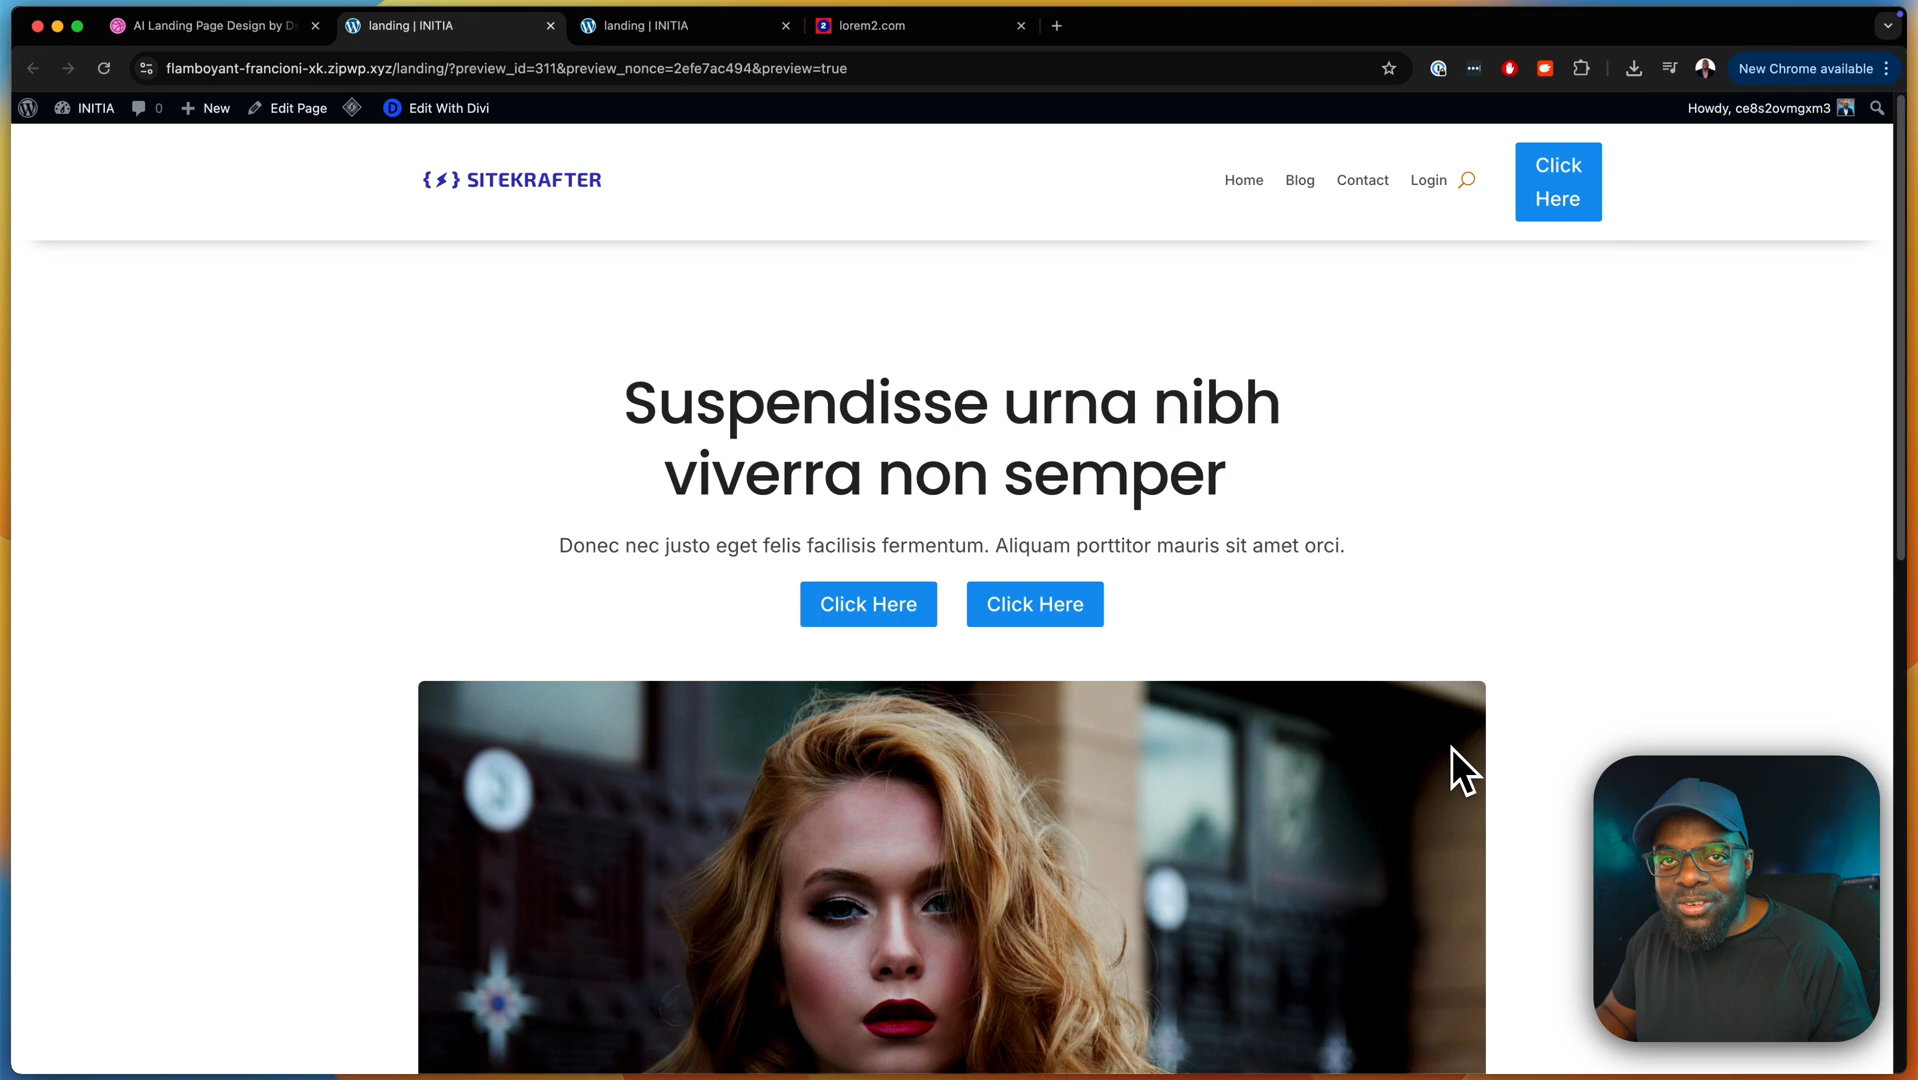 AI Landing Page Design by D
landing | INITIA
landing | INITIA
2
lorem2.com
flamboyant-francioni-xk.zipwp.xyz/landing/?preview_id=311&preview_nonce=2efe7ac494&preview=true
New Chrome available
INITIA
0
New
Edit Page
D
Edit With Divi
Howdy, ce8s2ovmgxm3
{⚡} SITEKRAFTER
Home
Blog
Contact
Login
Click
Here
Suspendisse urna nibh
viverra non semper
Donec nec justo eget felis facilisis fermentum. Aliquam porttitor mauris sit amet orci.
Click Here
Click Here